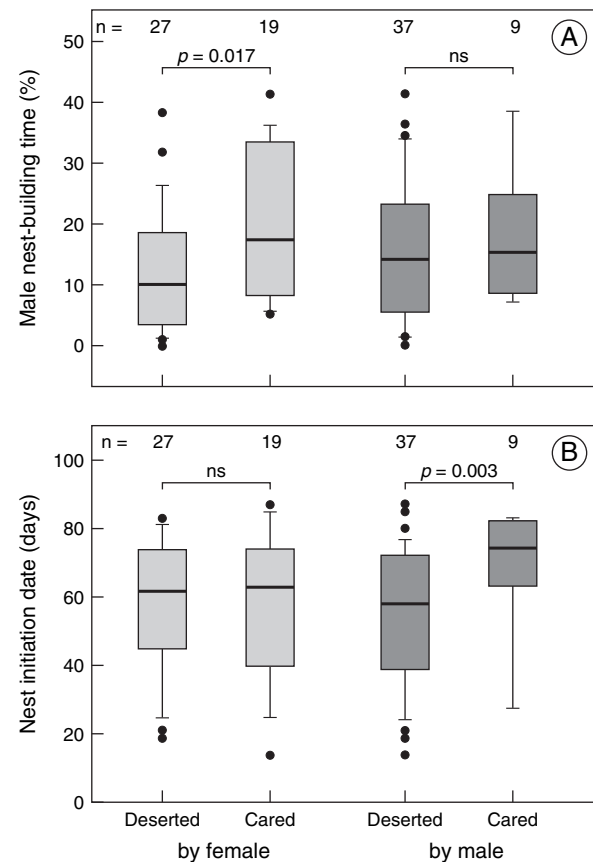 n = 27 19 37 9 A
p = 0.017 ns
50
40
30
20
10
0
Male nest-building time (%)
n = 27 19 37 9 B
ns p = 0.003
100
80
60
40
20
0
Nest initiation date (days)
Deserted Cared Deserted Cared
by female by male